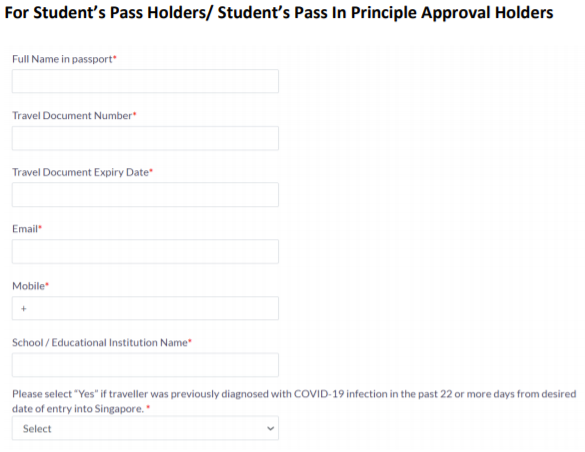 For Student’s Pass Holders/ Student’s Pass In Principle Approval Holders
Full Name in passport*
Travel Document Number*
Travel Document Expiry Date*
Email*
Mobile*
+
School / Educational Institution Name*
Please select "Yes" if traveller was previously diagnosed with COVID-19 infection in the past 22 or more days from desired
date of entry into Singapore. *
Select